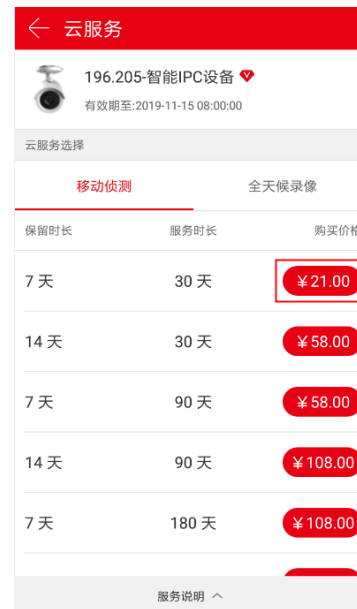 云服务
196.205-智能IPC设备
有效期至:2019-11-15 08:00:00
云服务选择
移动侦测 全天候录像
保留时长 服务时长 购买价格
7 天 30 天 ￥21.00
14 天 30 天 ￥58.00
7 天 90 天 ￥58.00
14 天 90 天 ￥108.00
7 天 180 天 ￥108.00
服务说明